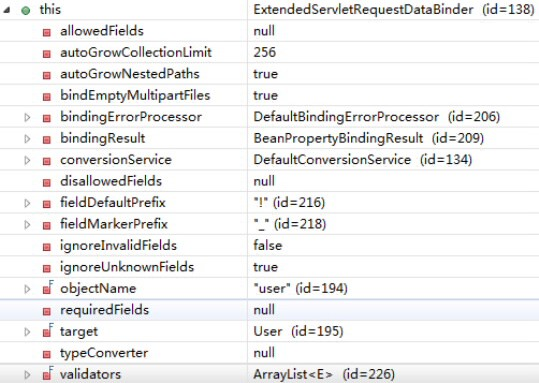 this ExtendedServletRequestDataBinder (id=138)
allowedFields null
autoGrowCollectionLimit 256
autoGrowNestedPaths true
bindEmptyMultipartFiles true
bindingErrorProcessor DefaultBindingErrorProcessor (id=206)
bindingResult BeanPropertyBindingResult (id=209)
conversionService DefaultConversionService (id=134)
disallowedFields null
fieldDefaultPrefix "!" (id=216)
fieldMarkerPrefix "_" (id=218)
ignoreInvalidFields false
ignoreUnknownFields true
F objectName "user" (id=194)
requiredFields null
F target User (id=195)
typeConverter null
F validators ArrayList<E> (id=226)